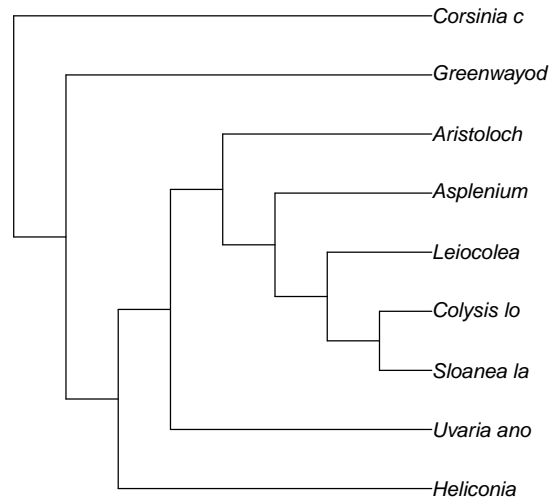 Corsinia c
Greenwayod
Aristoloch
Asplenium
Leiocolea
Colysis lo
Sloanea la
Uvaria ano
Heliconia